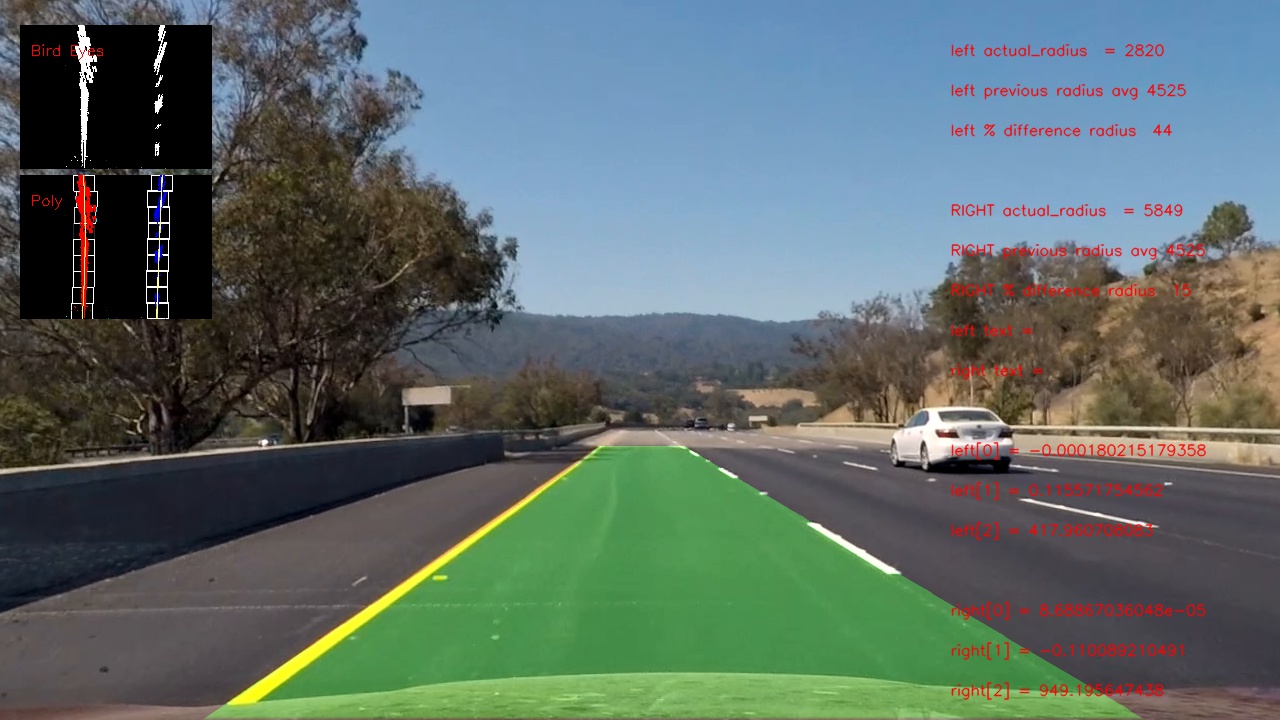 Bird Eyes
Poly
left actual_radius = 2820
left previous radius avg 4525
left % difference radius 44
RIGHT actual_radius = 5849
RIGHT previous radius avg 4525
RIGHT % difference radius 15
left text =
right text =
left[0] = -0.000180215179358
left[1] = 0.115571754562
left[2] = 417.960706083
right[0] = 8.68867036048e-05
right[1] = -0.110089210491
right[2] = 949.195647438